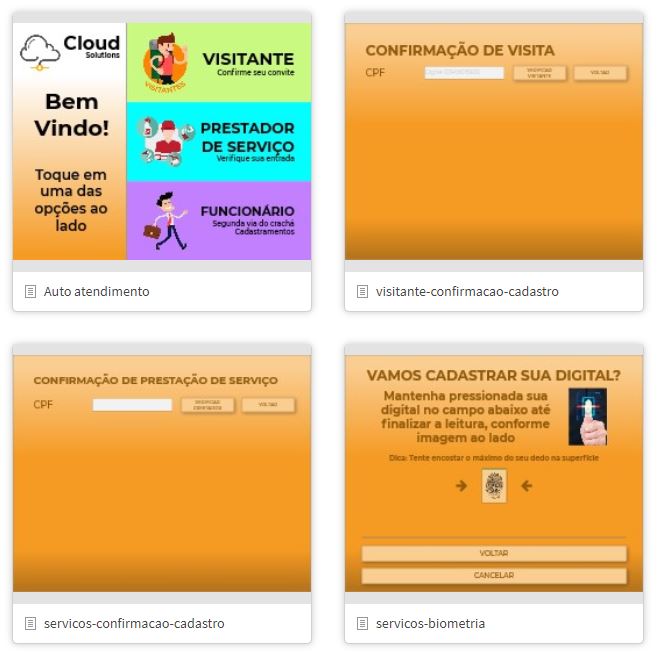 Cloud
Solutions
Bem
Vindo!
Toque em
uma das
opções ao
lado
VISITANTE
Confirme seu convite
VISITANTES
PRESTADOR
DE SERVIÇO
Verifique sua entrada
FUNCIONÁRIO
Segunda via do crachá
Cadastramentos
Auto atendimento
CONFIRMAÇÃO DE VISITA
CPF
VERIFICAR
VISITANTE
VOLTAR
visitante-confirmacao-cadastro
CONFIRMAÇÃO DE PRESTAÇÃO DE SERVIÇO
CPF
VERIFICAR
VOLTAR
servicos-confirmacao-cadastro
VAMOS CADASTRAR SUA DIGITAL?
Mantenha pressionada sua
digital no campo abaixo até
finalizar a leitura, conforme
imagem ao lado
Dica: Tente encostar o máximo do seu dedo na superfície
VOLTAR
CANCELAR
servicos-biometria